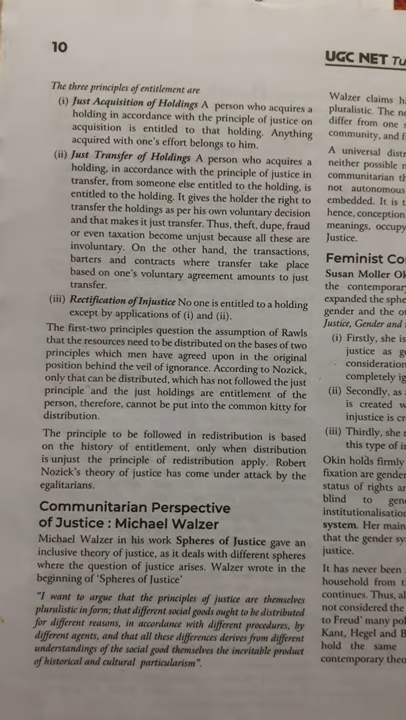 10
The three principles of entitlement are
(i) Just Acquisition of Holdings A person who acquires a
holding in accordance with the principle of justice on
acquisition is entitled to that holding. Anything
acquired with one's effort belongs to him.
(ii) Just Transfer of Holdings A person who acquires a
holding, in accordance with the principle of justice in
transfer, from someone else entitled to the holding, is
entitled to the holding. It gives the holder the right to
transfer the holdings as per his own voluntary decision
and that makes it just transfer. Thus, theft, dupe, fraud
or even taxation become unjust because all these are
involuntary. On the other hand, the transactions,
barters and contracts where transfer take place
based on one's voluntary agreement amounts to just
transfer.
(iii) Rectification of Injustice No one is entitled to a holding
except by applications of (i) and (ii).
The first-two principles question the assumption of Rawls
that the resources need to be distributed on the bases of two
principles which men have agreed upon in the original
position behind the veil of ignorance. According to Nozick,
only that can be distributed, which has not followed the just
principle and the just holdings are entitlement of the
person, therefore, cannot be put into the common kitty for
distribution.
The principle to be followed in redistribution is based
on the history of entitlement, only when distribution
is unjust the principle of redistribution apply. Robert
Nozick's theory of justice has come under attack by the
egalitarians.
Communitarian Perspective
of Justice : Michael Walzer
Michael Walzer in his work Spheres of Justice gave an
inclusive theory of justice, as it deals with different spheres
where the question of justice arises. Walzer wrote in the
beginning of 'Spheres of Justice'
"I want to argue that the principles of justice are themselves
pluralistic in form; that different social goods ought to be distributed
for different reasons, in accordance with different procedures, by
different agents, and that all these differences derives from different
understandings of the social good themselves the inevitable product
of historical and cultural particularism".
UGC NET Tu
Walzer claims
pluralistic. The
differ from one
community, and
A universal
neither possible
communitarian
not autonomous
embedded. It is
hence, conception
meanings, occupy
Justice.
Feminist Co
Susan Moller
the contemporary
expanded the
gender and the
Justice, Gender and
(i) Firstly, she is
justice as
consideration
completely
(ii) Secondly, as
is created
injustice is
(iii) Thirdly, she
this type of
Okin holds firmly
fixation are gender
status of rights
blind to
institutionalisation
system. Her main
that the gender
justice.
It has never been
household from
continues. Thus,
not considered the
to Freud' many
Kant, Hegel and
hold the same
contemporary